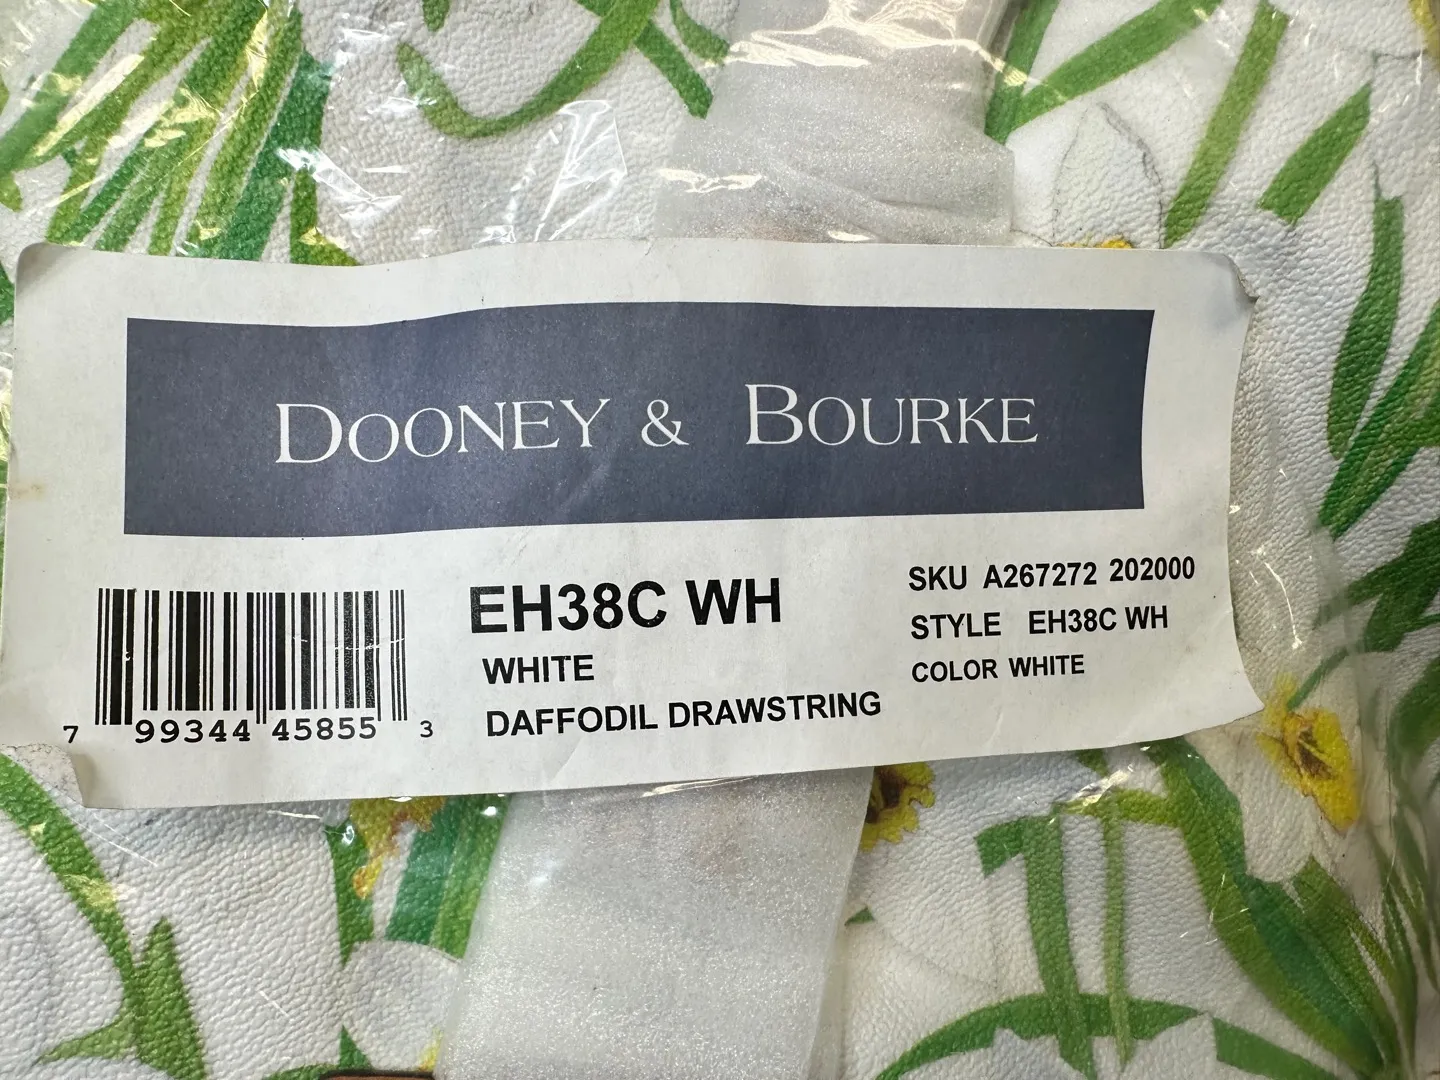 DOONEY & BOURKE
EH38C WH
WHITE
DAFFODIL DRAWSTRING
SKU A267272 202000
STYLE EH38C WH
COLOR WHITE
7 99344 45855 3